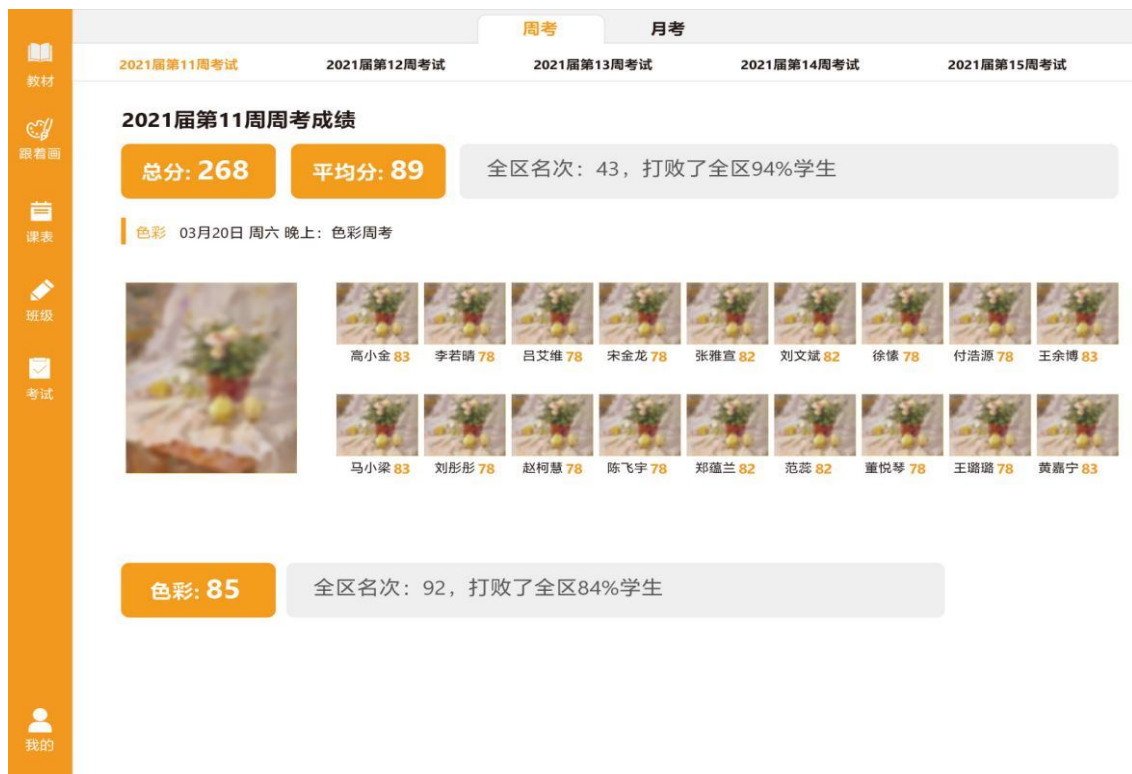 周考 月考
2021届第11周考试 2021届第12周考试 2021届第13周考试 2021届第14周考试 2021届第15周考试
教材
跟着画
课表
班级
考试
我的
2021届第11周周考成绩
总分: 268 平均分: 89 全区名次：43，打败了全区94%学生
色彩 03月20日 周六 晚上：色彩周考
高小金 83 李若晴 78 吕艾维 78 宋金龙 78 张雅宣 82 刘文斌 82 徐愫 78 付浩源 78 王余博 83
马小梁 83 刘彤彤 78 赵柯慧 78 陈飞宇 78 郑蕴兰 82 范蕊 82 董悦琴 78 王璐璐 78 黄嘉宁 83
色彩: 85 全区名次：92，打败了全区84%学生